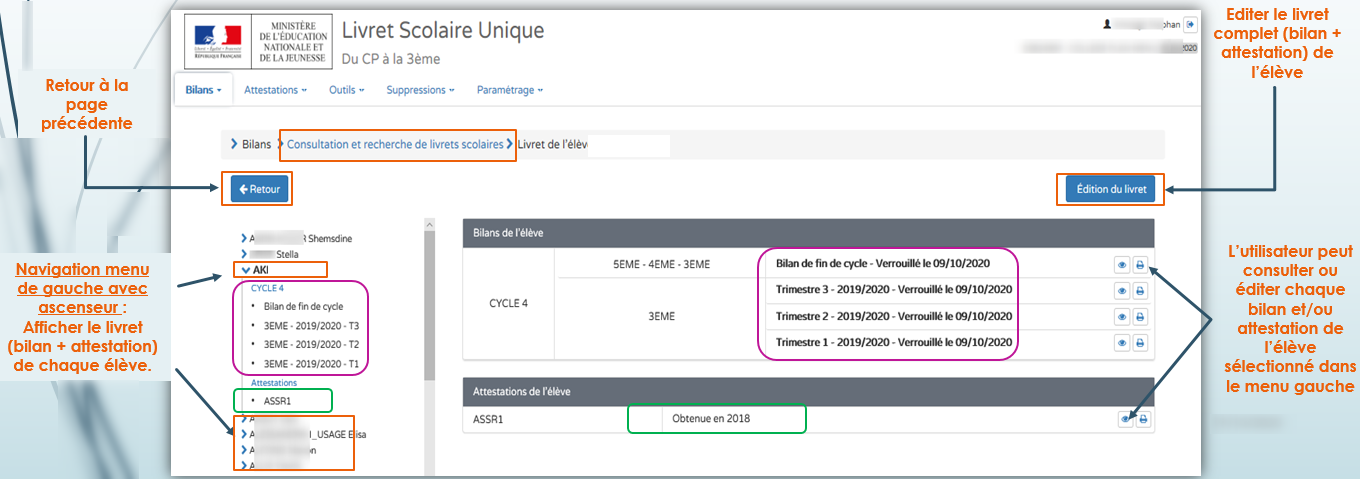 MINISTÈRE
DE L'ÉDUCATION
NATIONALE ET
DE LA JEUNESSE
Liberté • Égalité • Fraternité
RÉPUBLIQUE FRANÇAISE
Livret Scolaire Unique
Du CP à la 3ème
phan
2020
Editer le livret
complet (bilan +
attestation) de
l'élève
Bilans
Attestations
Outils
Suppressions
Paramétrage
Retour à la
page
précédente
Bilans
Consultation et recherche de livrets scolaires
Livret de l'élèv
Retour
Édition du livret
Navigation menu
de gauche avec
ascenseur :
Afficher le livret
(bilan + attestation)
de chaque élève.
Shemsdine
Stella
AKI
CYCLE 4
• Bilan de fin de cycle
• 3EME - 2019/2020 - T3
• 3EME - 2019/2020 - T2
• 3EME - 2019/2020 - T1
Attestations
• ASSR1
I_USAGE Elisa
on
Bilans de l'élève
CYCLE 4
5EME - 4EME - 3EME
Bilan de fin de cycle - Verrouillé le 09/10/2020
3EME
Trimestre 3 - 2019/2020 - Verrouillé le 09/10/2020
Trimestre 2 - 2019/2020 - Verrouillé le 09/10/2020
Trimestre 1 - 2019/2020 - Verrouillé le 09/10/2020
Attestations de l'élève
ASSR1
Obtenue en 2018
L'utilisateur peut
consulter ou
éditer chaque
bilan et/ou
attestation de
l'élève
sélectionné dans
le menu gauche